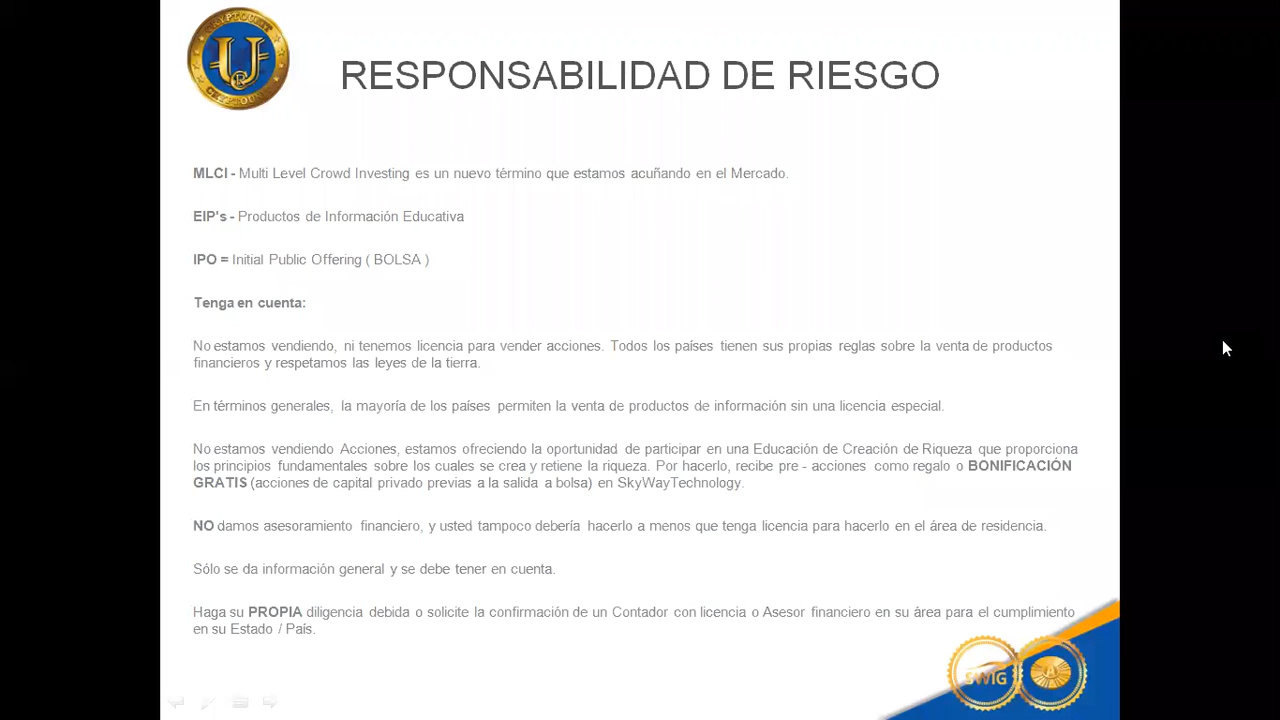 CRYPTOUNIT
U
CRYPTOUNIT
RESPONSABILIDAD DE RIESGO
MLCI - Multi Level Crowd Investing es un nuevo término que estamos acuñando en el Mercado.
EIP's - Productos de Información Educativa
IPO = Initial Public Offering ( BOLSA )
Tenga en cuenta:
No estamos vendiendo, ni tenemos licencia para vender acciones. Todos los países tienen sus propias reglas sobre la venta de productos
financieros y respetamos las leyes de la tierra.
En términos generales, la mayoría de los países permiten la venta de productos de información sin una licencia especial.
No estamos vendiendo Acciones, estamos ofreciendo la oportunidad de participar en una Educación de Creación de Riqueza que proporciona
los principios fundamentales sobre los cuales se crea y retiene la riqueza. Por hacerlo, recibe pre - acciones como regalo o BONIFICACIÓN
GRATIS (acciones de capital privado previas a la salida a bolsa) en SkyWayTechnology.
NO damos asesoramiento financiero, y usted tampoco debería hacerlo a menos que tenga licencia para hacerlo en el área de residencia.
Sólo se da información general y se debe tener en cuenta.
Haga su PROPIA diligencia debida o solicite la confirmación de un Contador con licencia o Asesor financiero en su área para el cumplimiento
en su Estado / País.
SWIG